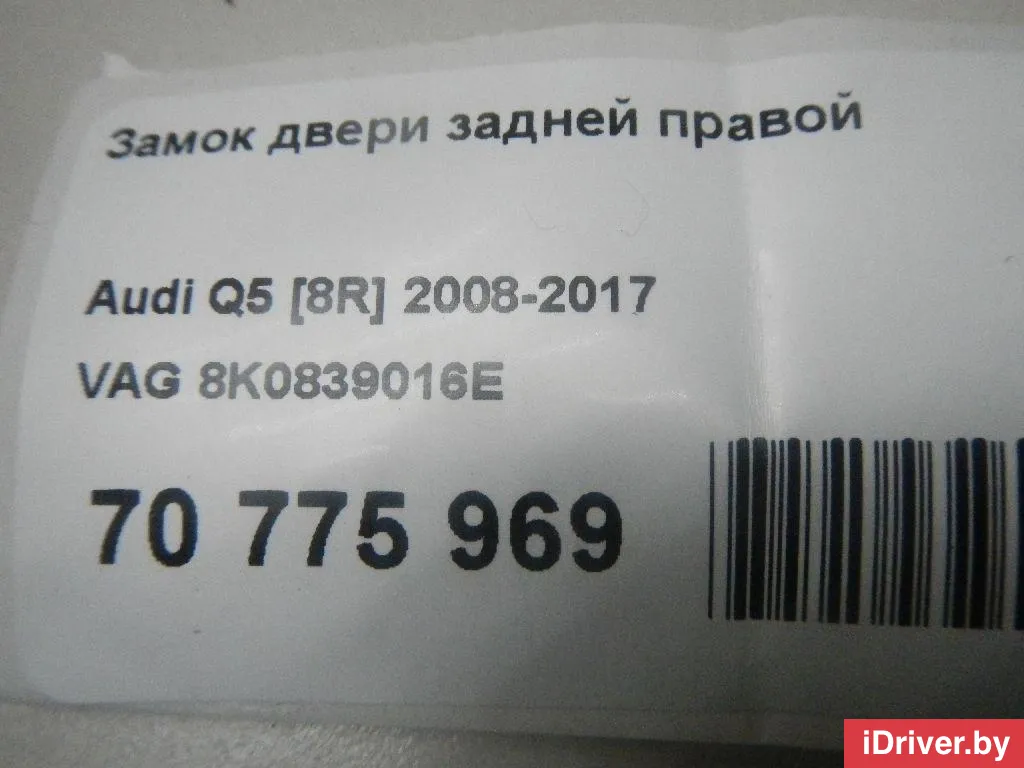 Замок двери задней правой
Audi Q5 [8R] 2008-2017
VAG 8K0839016E
70 775 969
iDriver.by